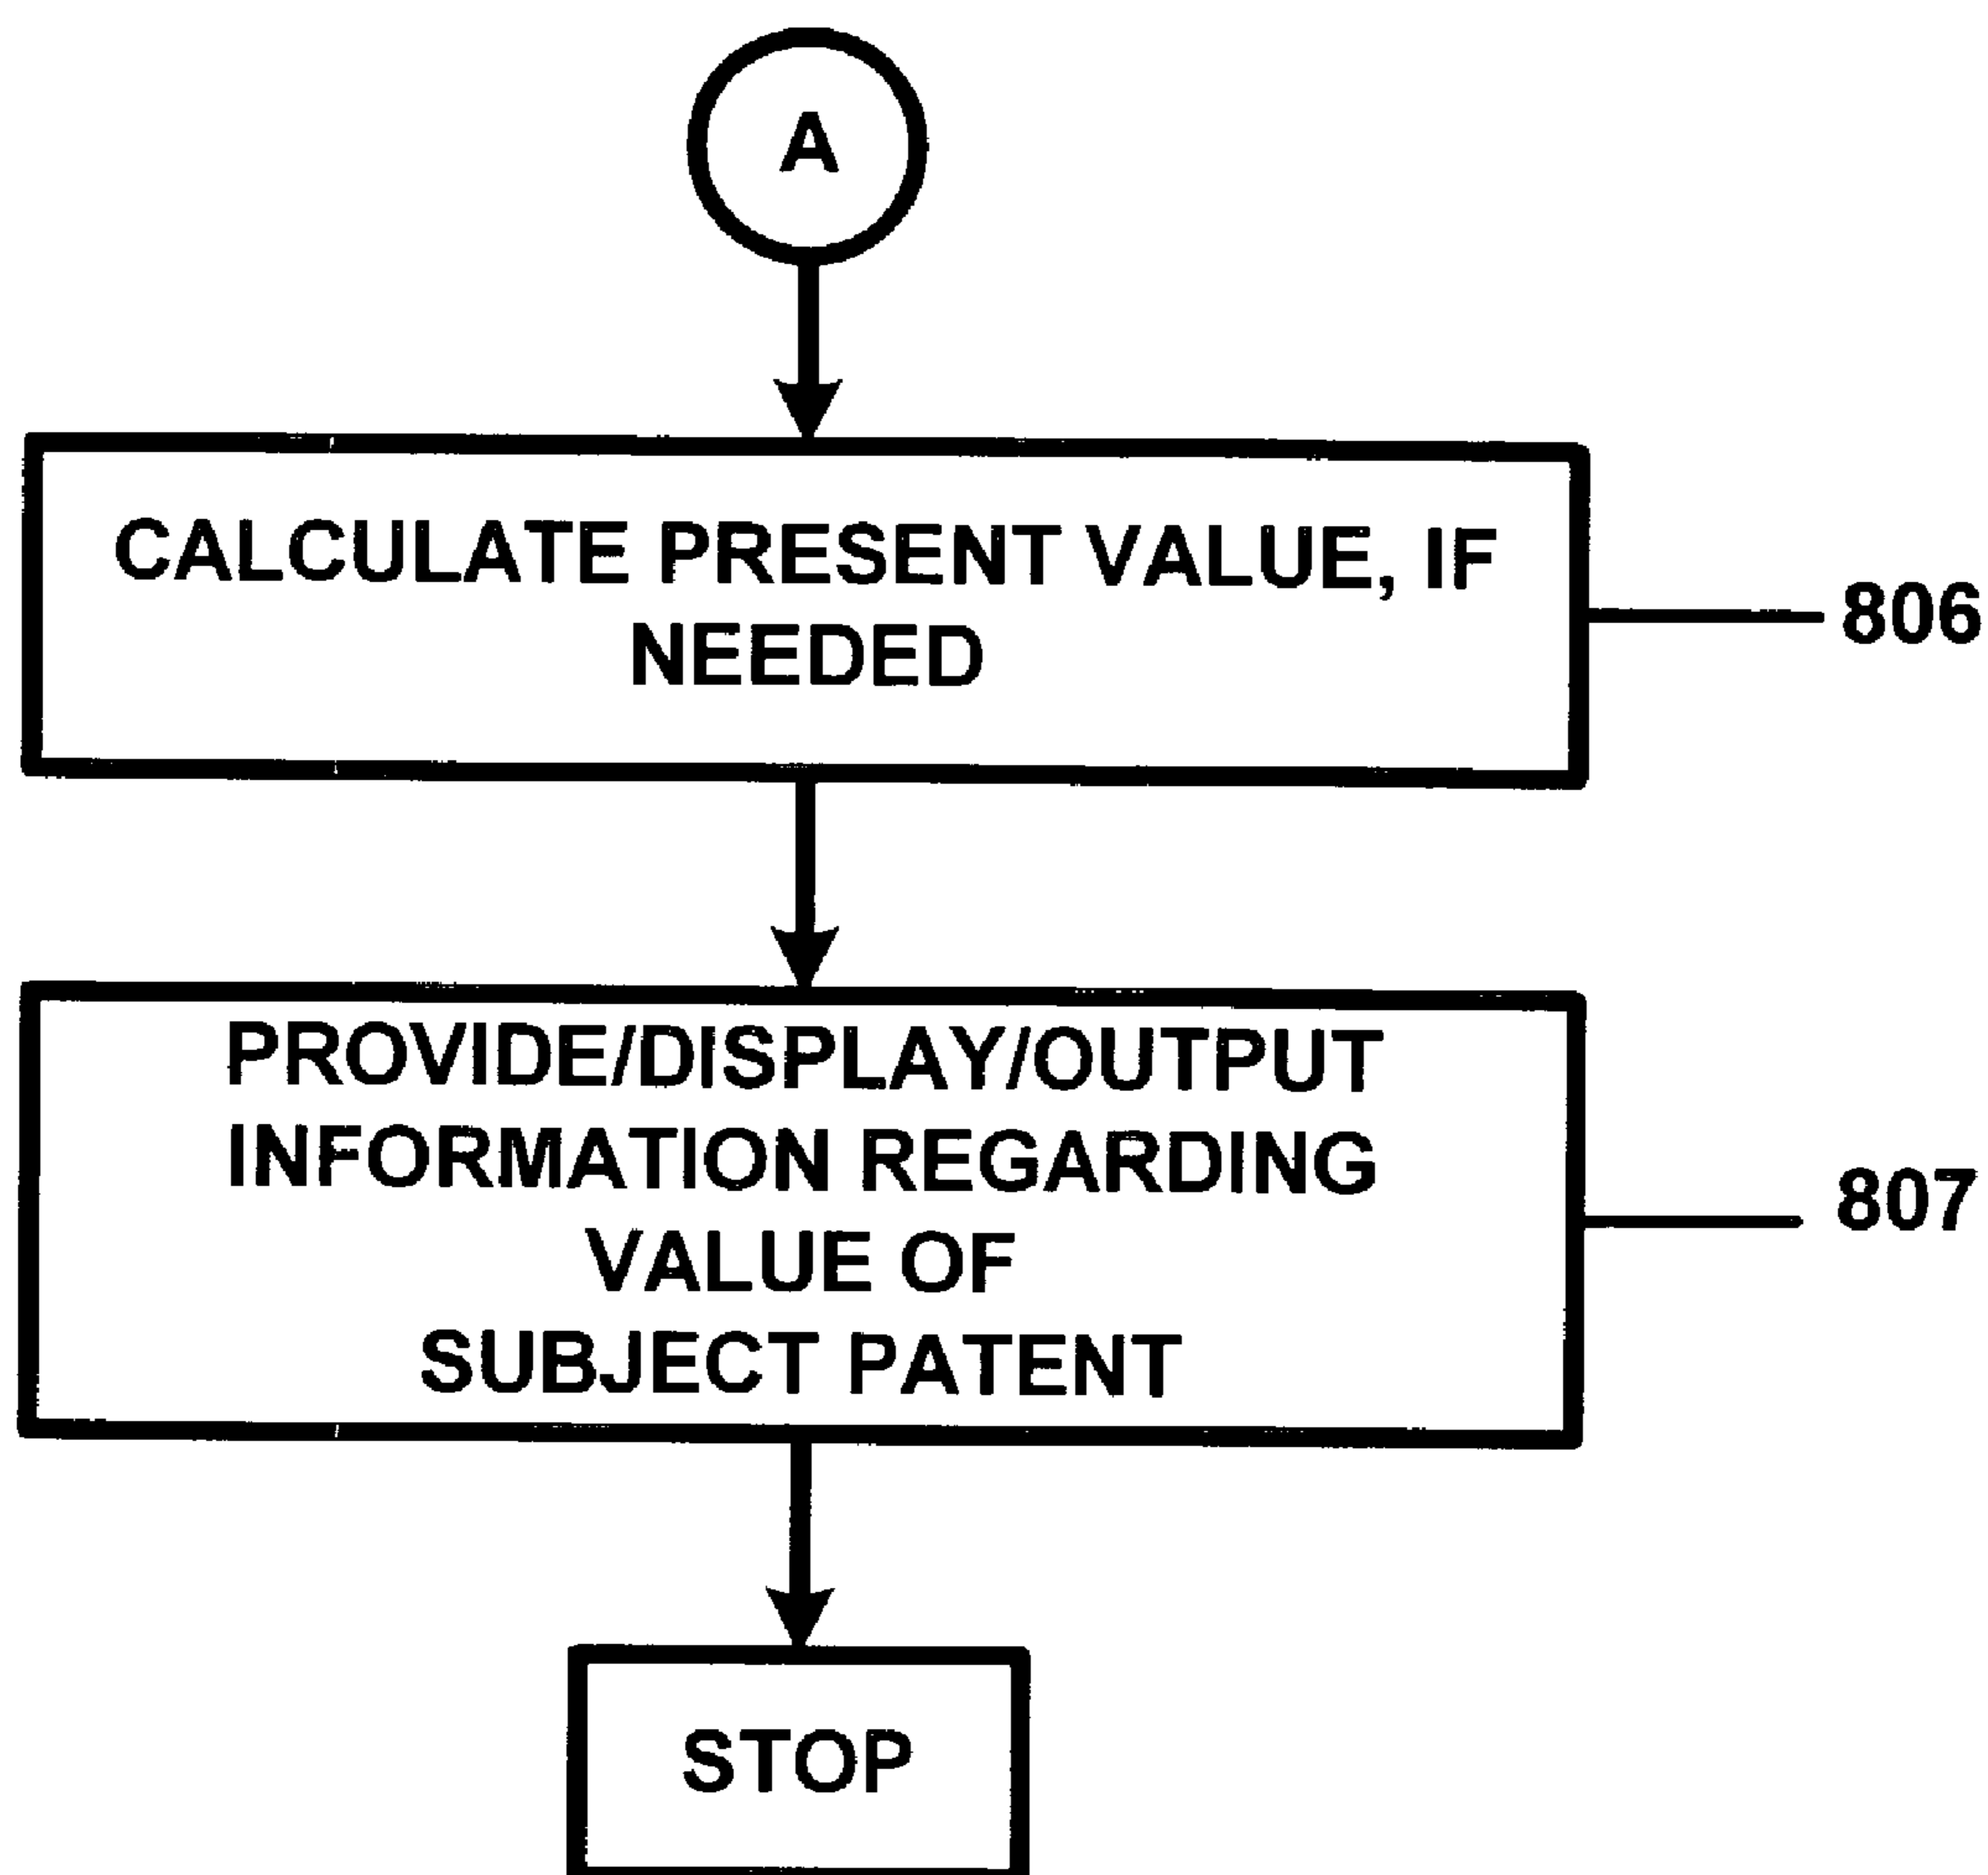 A
CALCULATE PRESENT VALUE, IF
NEEDED
806
PROVIDE/DISPLAY/OUTPUT
INFORMATION REGARDING
VALUE OF
SUBJECT PATENT
807
STOP